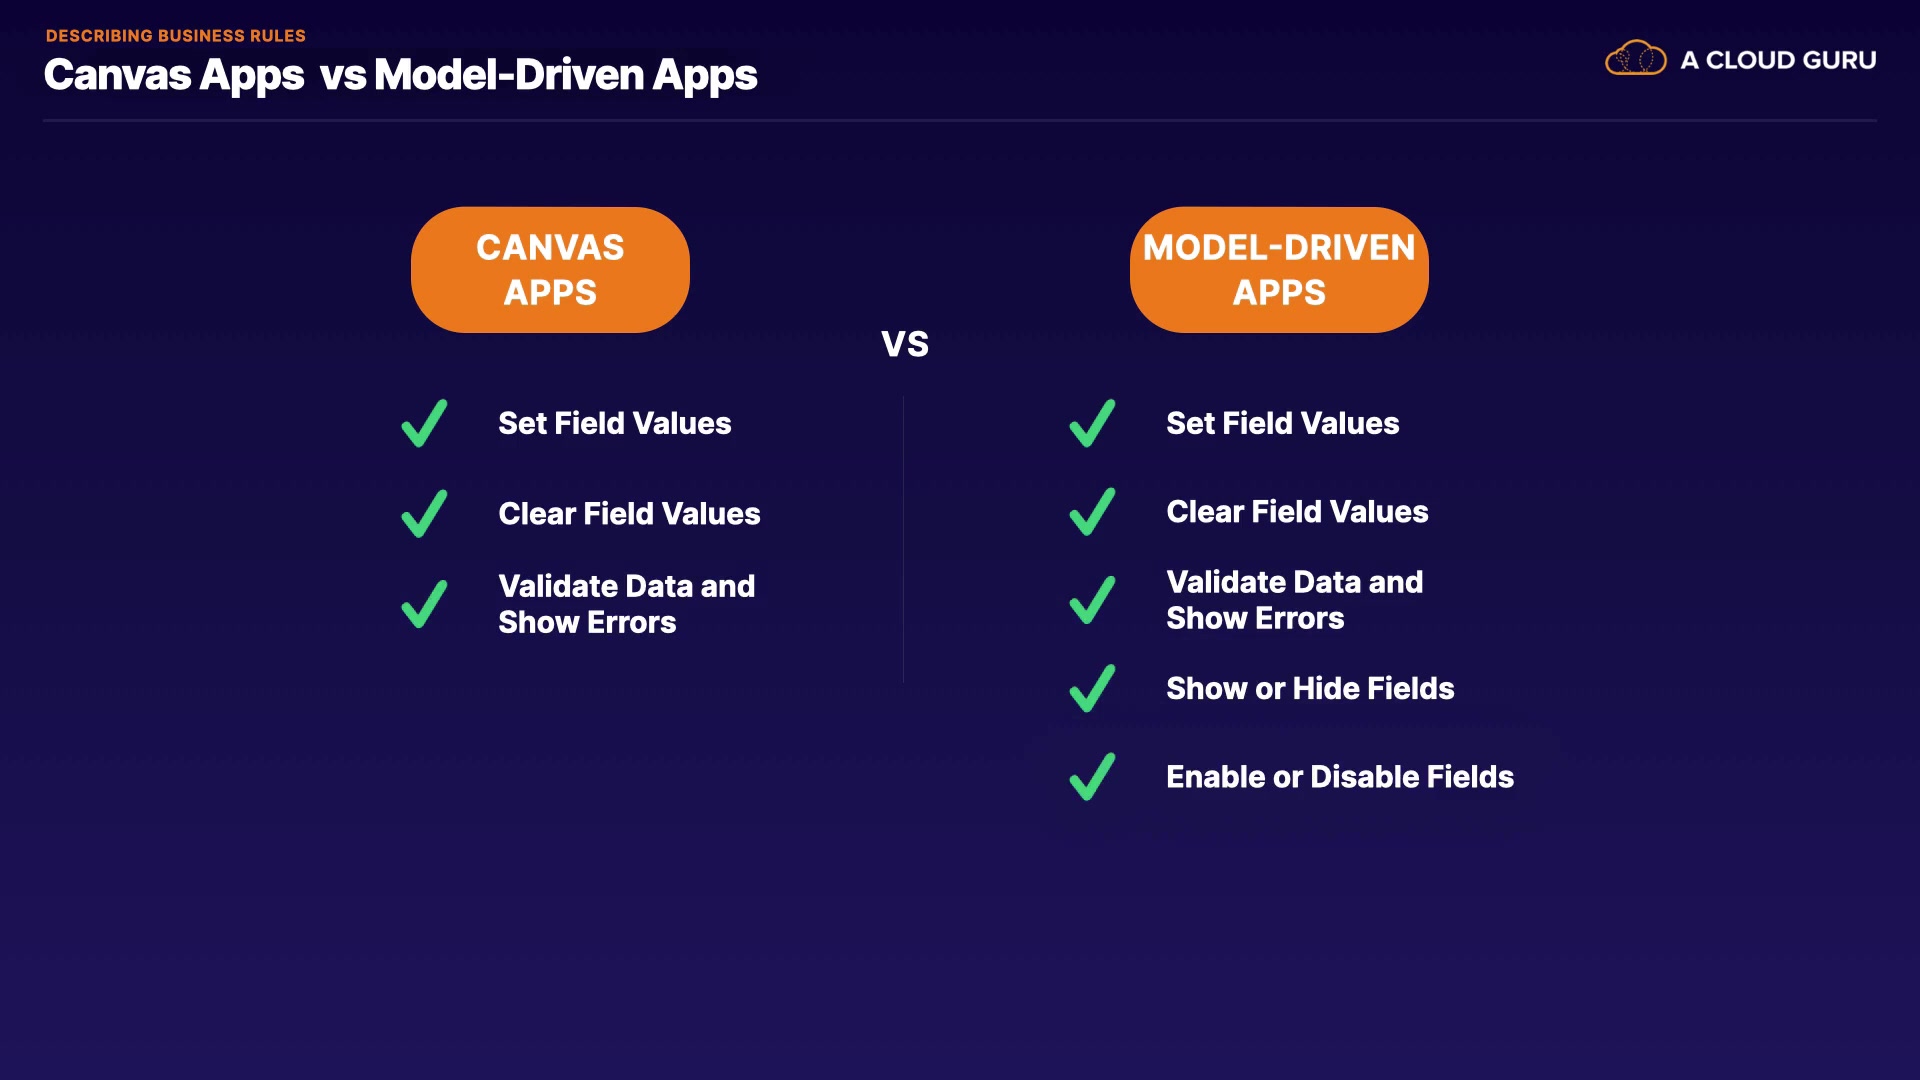 DESCRIBING BUSINESS RULES
Canvas Apps vs Model-Driven Apps
A CLOUD GURU
CANVAS
APPS
VS
MODEL-DRIVEN
APPS
Set Field Values
Clear Field Values
Validate Data and
Show Errors
Set Field Values
Clear Field Values
Validate Data and
Show Errors
Show or Hide Fields
Enable or Disable Fields